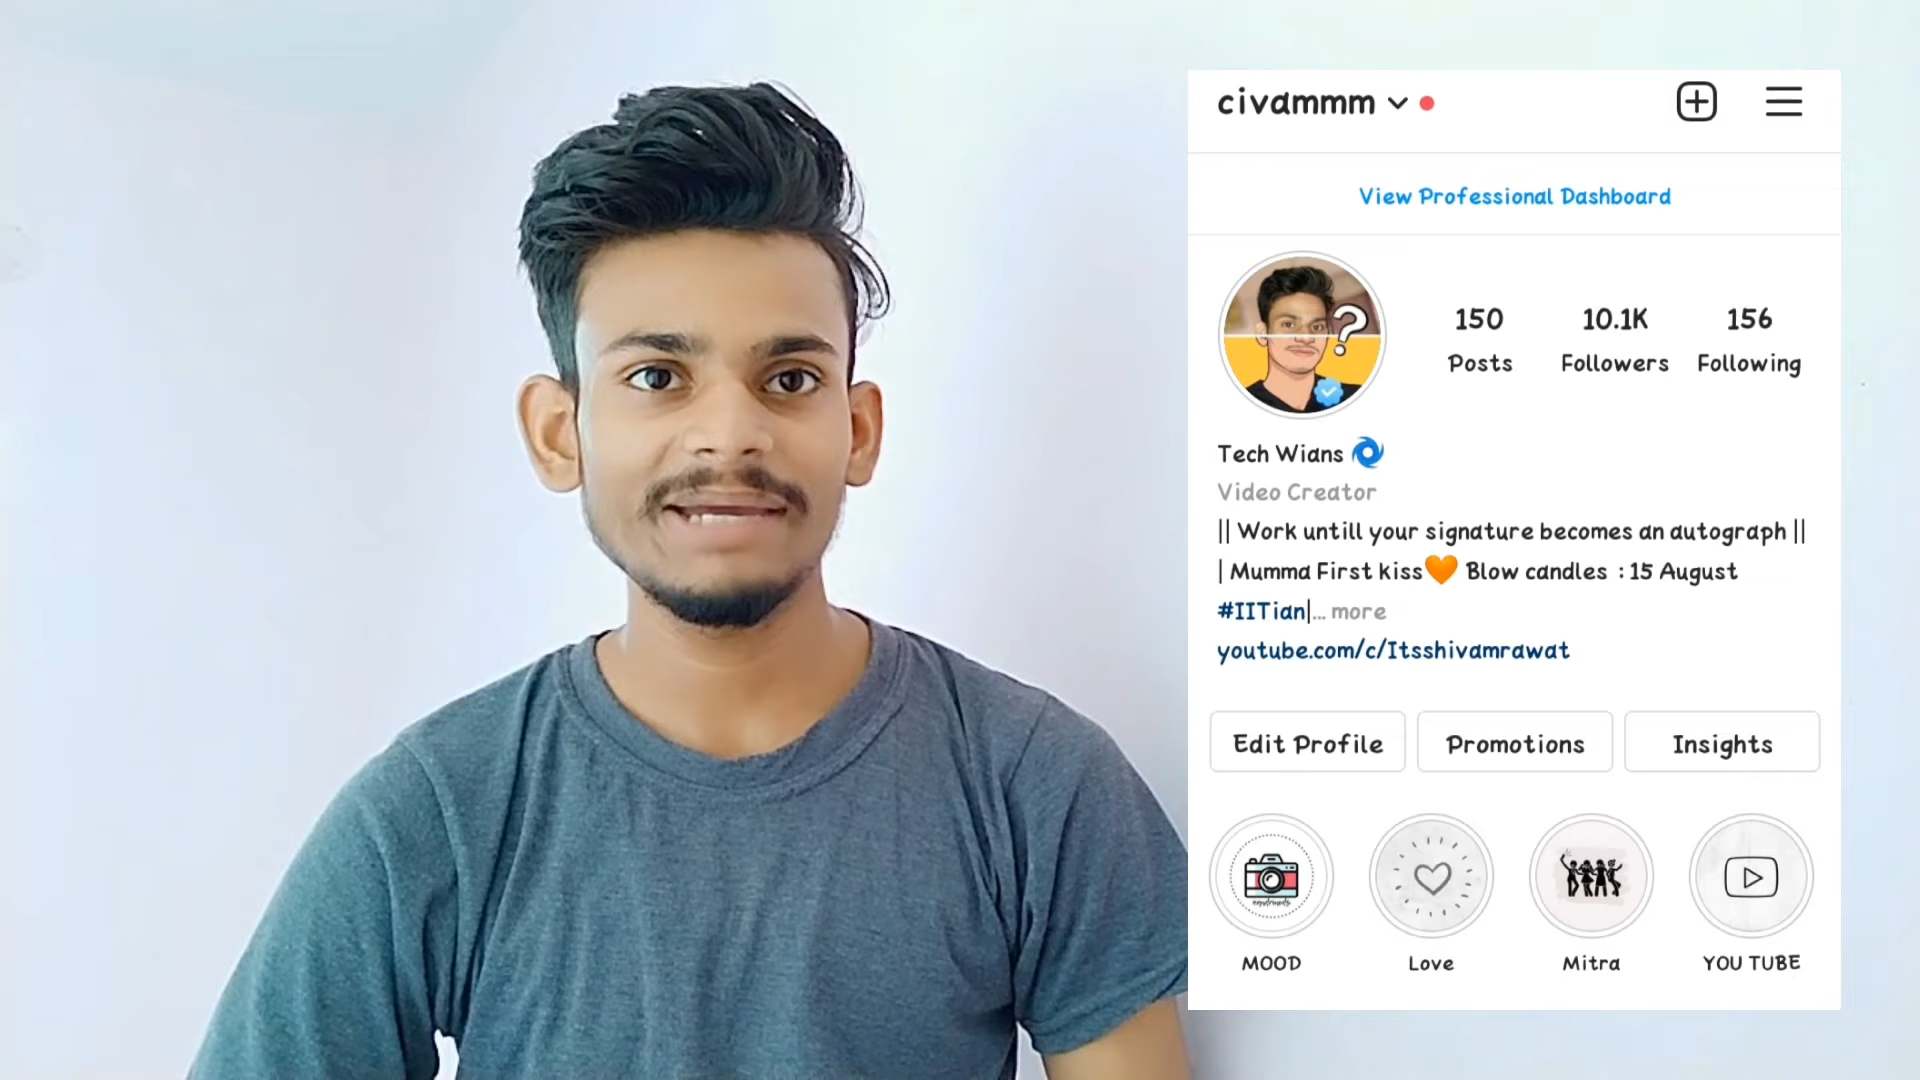 civammm
View Professional Dashboard
150 10.1K 156
Posts Followers Following
?
Tech Wians
Video Creator
|| Work untill your signature becomes an autograph ||
| Mumma First kiss🧡 Blow candles : 15 August
#IITian|... more
youtube.com/c/Itsshivamrawat
Edit Profile Promotions Insights
MOOD Love Mitra YOU TUBE